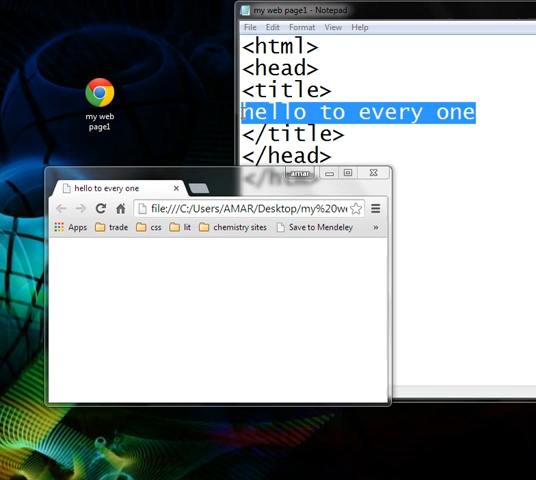 my web page1 - Notepad
File Edit Format View Help
<html>
<head>
<title>
hello to every one
</title>
</head>
</html>
my web
page1
amar
hello to every one
file:///C:/Users/AMAR/Desktop/my%20we
Apps trade css lit chemistry sites Save to Mendeley »